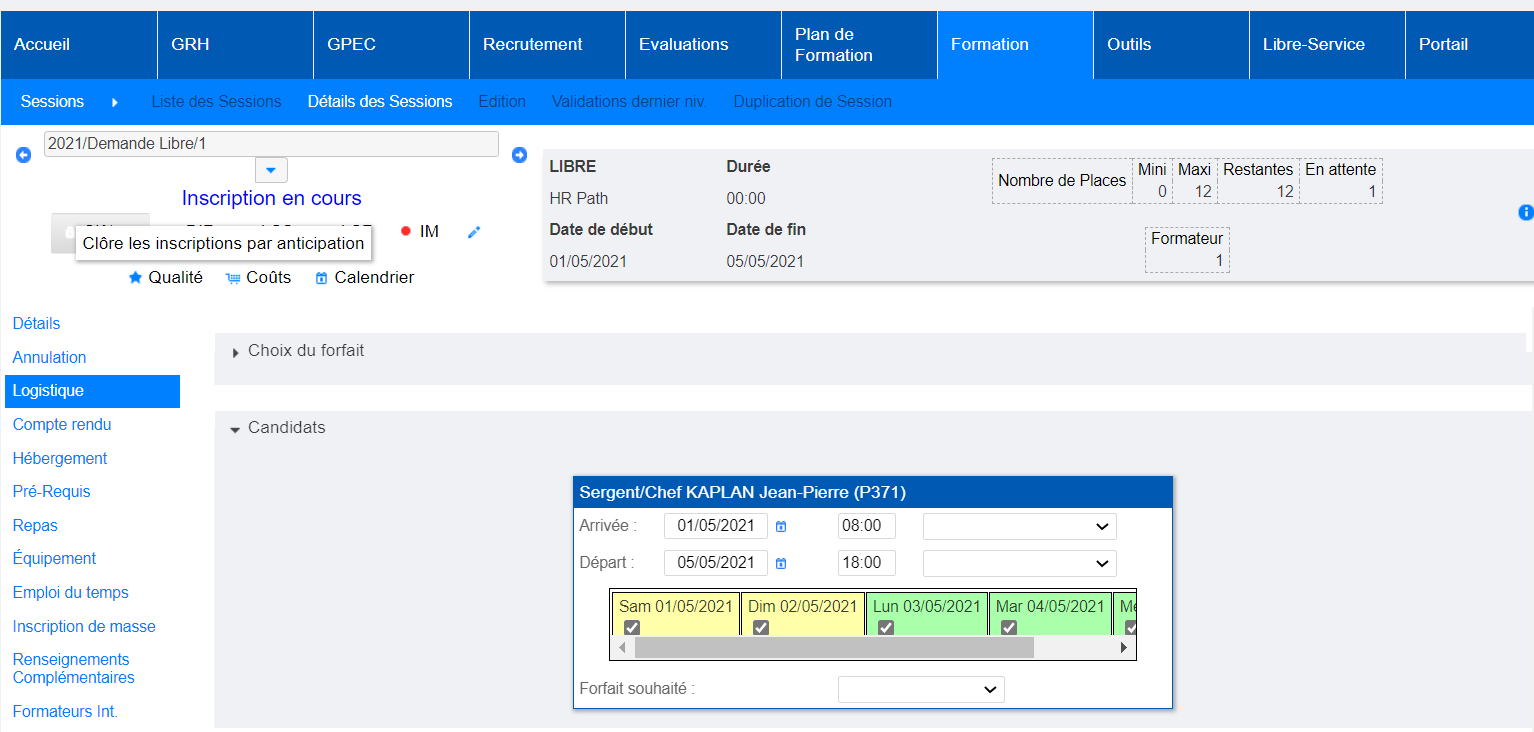 Accueil
GRH
GPEC
Recrutement
Evaluations
Plan de
Formation
Formation
Outils
Libre-Service
Portail
Sessions
Liste des Sessions
Détails des Sessions
Edition
Validations dernier niv.
Duplication de Session
2021/Demande Libre/1
Inscription en cours
IM
Clôre les inscriptions par anticipation
Qualité
Coûts
Calendrier
LIBRE
Durée
HR Path
00:00
Date de début
Date de fin
01/05/2021
05/05/2021
Nombre de Places
Mini
Maxi
Restantes
En attente
0
12
12
1
Formateur
1
Détails
Annulation
Logistique
Compte rendu
Hébergement
Pré-Requis
Repas
Équipement
Emploi du temps
Inscription de masse
Renseignements
Complémentaires
Formateurs Int.
Choix du forfait
Candidats
Sergent/Chef KAPLAN Jean-Pierre (P371)
Arrivée :
01/05/2021
08:00
Départ :
05/05/2021
18:00
Sam 01/05/2021
Dim 02/05/2021
Lun 03/05/2021
Mar 04/05/2021
Forfait souhaité :